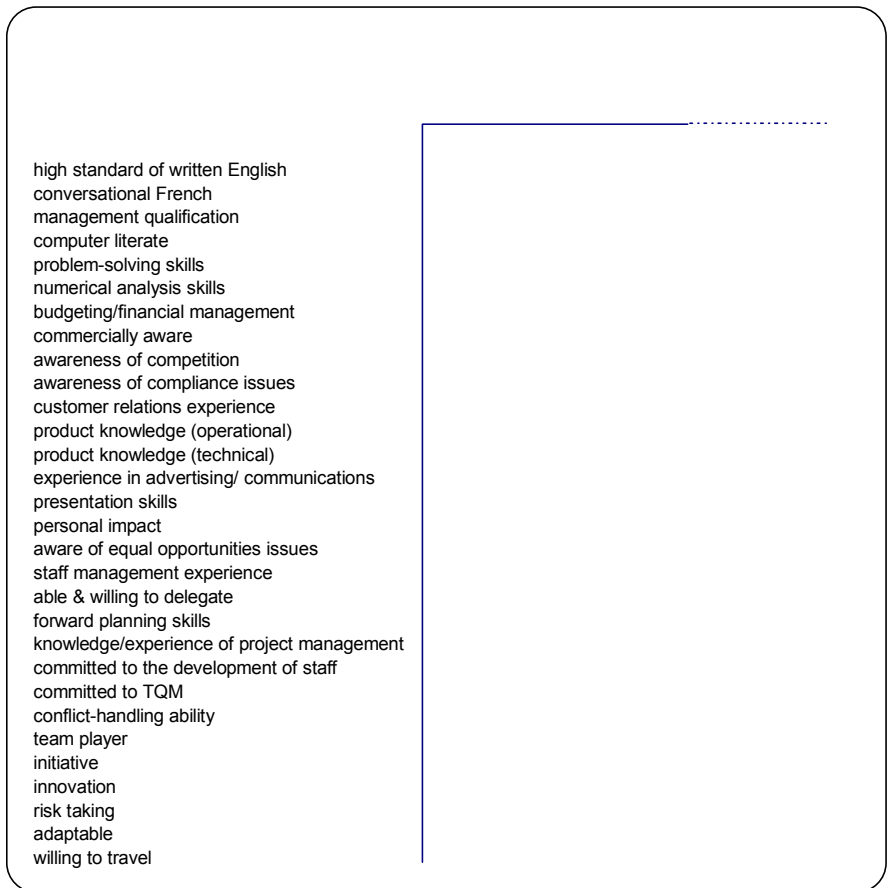 high standard of written English
conversational French
management qualification
computer literate
problem-solving skills
numerical analysis skills
budgeting/financial management
commercially aware
awareness of competition
awareness of compliance issues
customer relations experience
product knowledge (operational)
product knowledge (technical)
experience in advertising/ communications
presentation skills
personal impact
aware of equal opportunities issues
staff management experience
able & willing to delegate
forward planning skills
knowledge/experience of project management
committed to the development of staff
committed to TQM
conflict-handling ability
team player
initiative
innovation
risk taking
adaptable
willing to travel